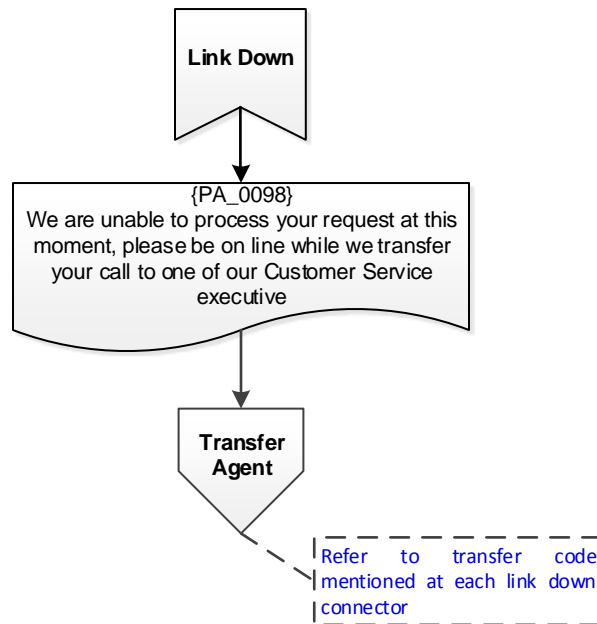 Link Down
{PA_0098}
We are unable to process your request at this
moment, please be on line while we transfer
your call to one of our Customer Service
executive
Transfer
Agent
Refer to transfer code
mentioned at each link down
connector